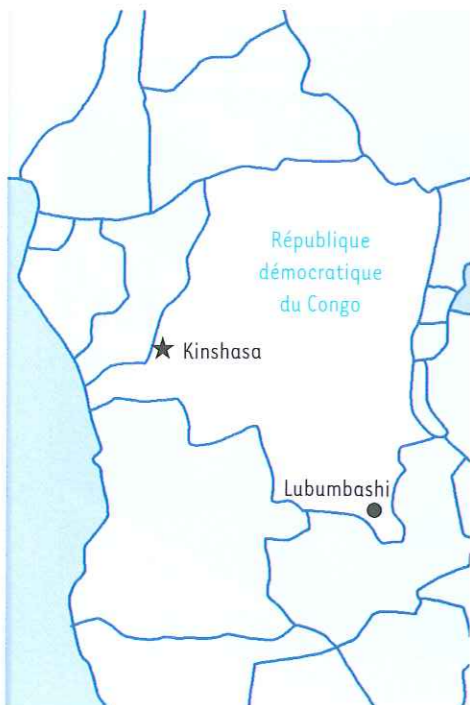 République
démocratique
du Congo
Kinshasa
Lubumbashi